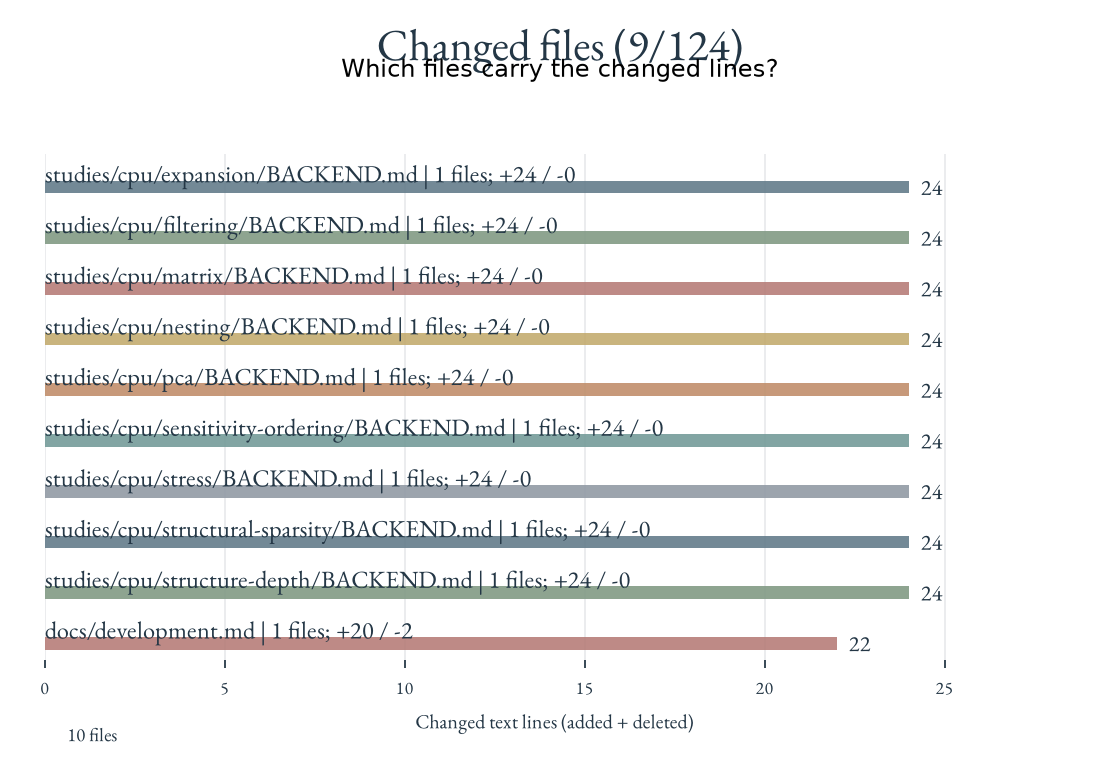 Changed files (9/124)
Which files carry the changed lines?
studies/cpu/expansion/BACKEND.md | 1 files; +24 / -0
24
studies/cpu/filtering/BACKEND.md | 1 files; +24 / -0
24
studies/cpu/matrix/BACKEND.md | 1 files; +24 / -0
24
studies/cpu/nesting/BACKEND.md | 1 files; +24 / -0
24
studies/cpu/pca/BACKEND.md | 1 files; +24 / -0
24
studies/cpu/sensitivity-ordering/BACKEND.md | 1 files; +24 / -0
24
studies/cpu/stress/BACKEND.md | 1 files; +24 / -0
24
studies/cpu/structural-sparsity/BACKEND.md | 1 files; +24 / -0
24
studies/cpu/structure-depth/BACKEND.md | 1 files; +24 / -0
24
docs/development.md | 1 files; +20 / -2
22
0 5 10 15 20 25
Changed text lines (added + deleted)
10 files